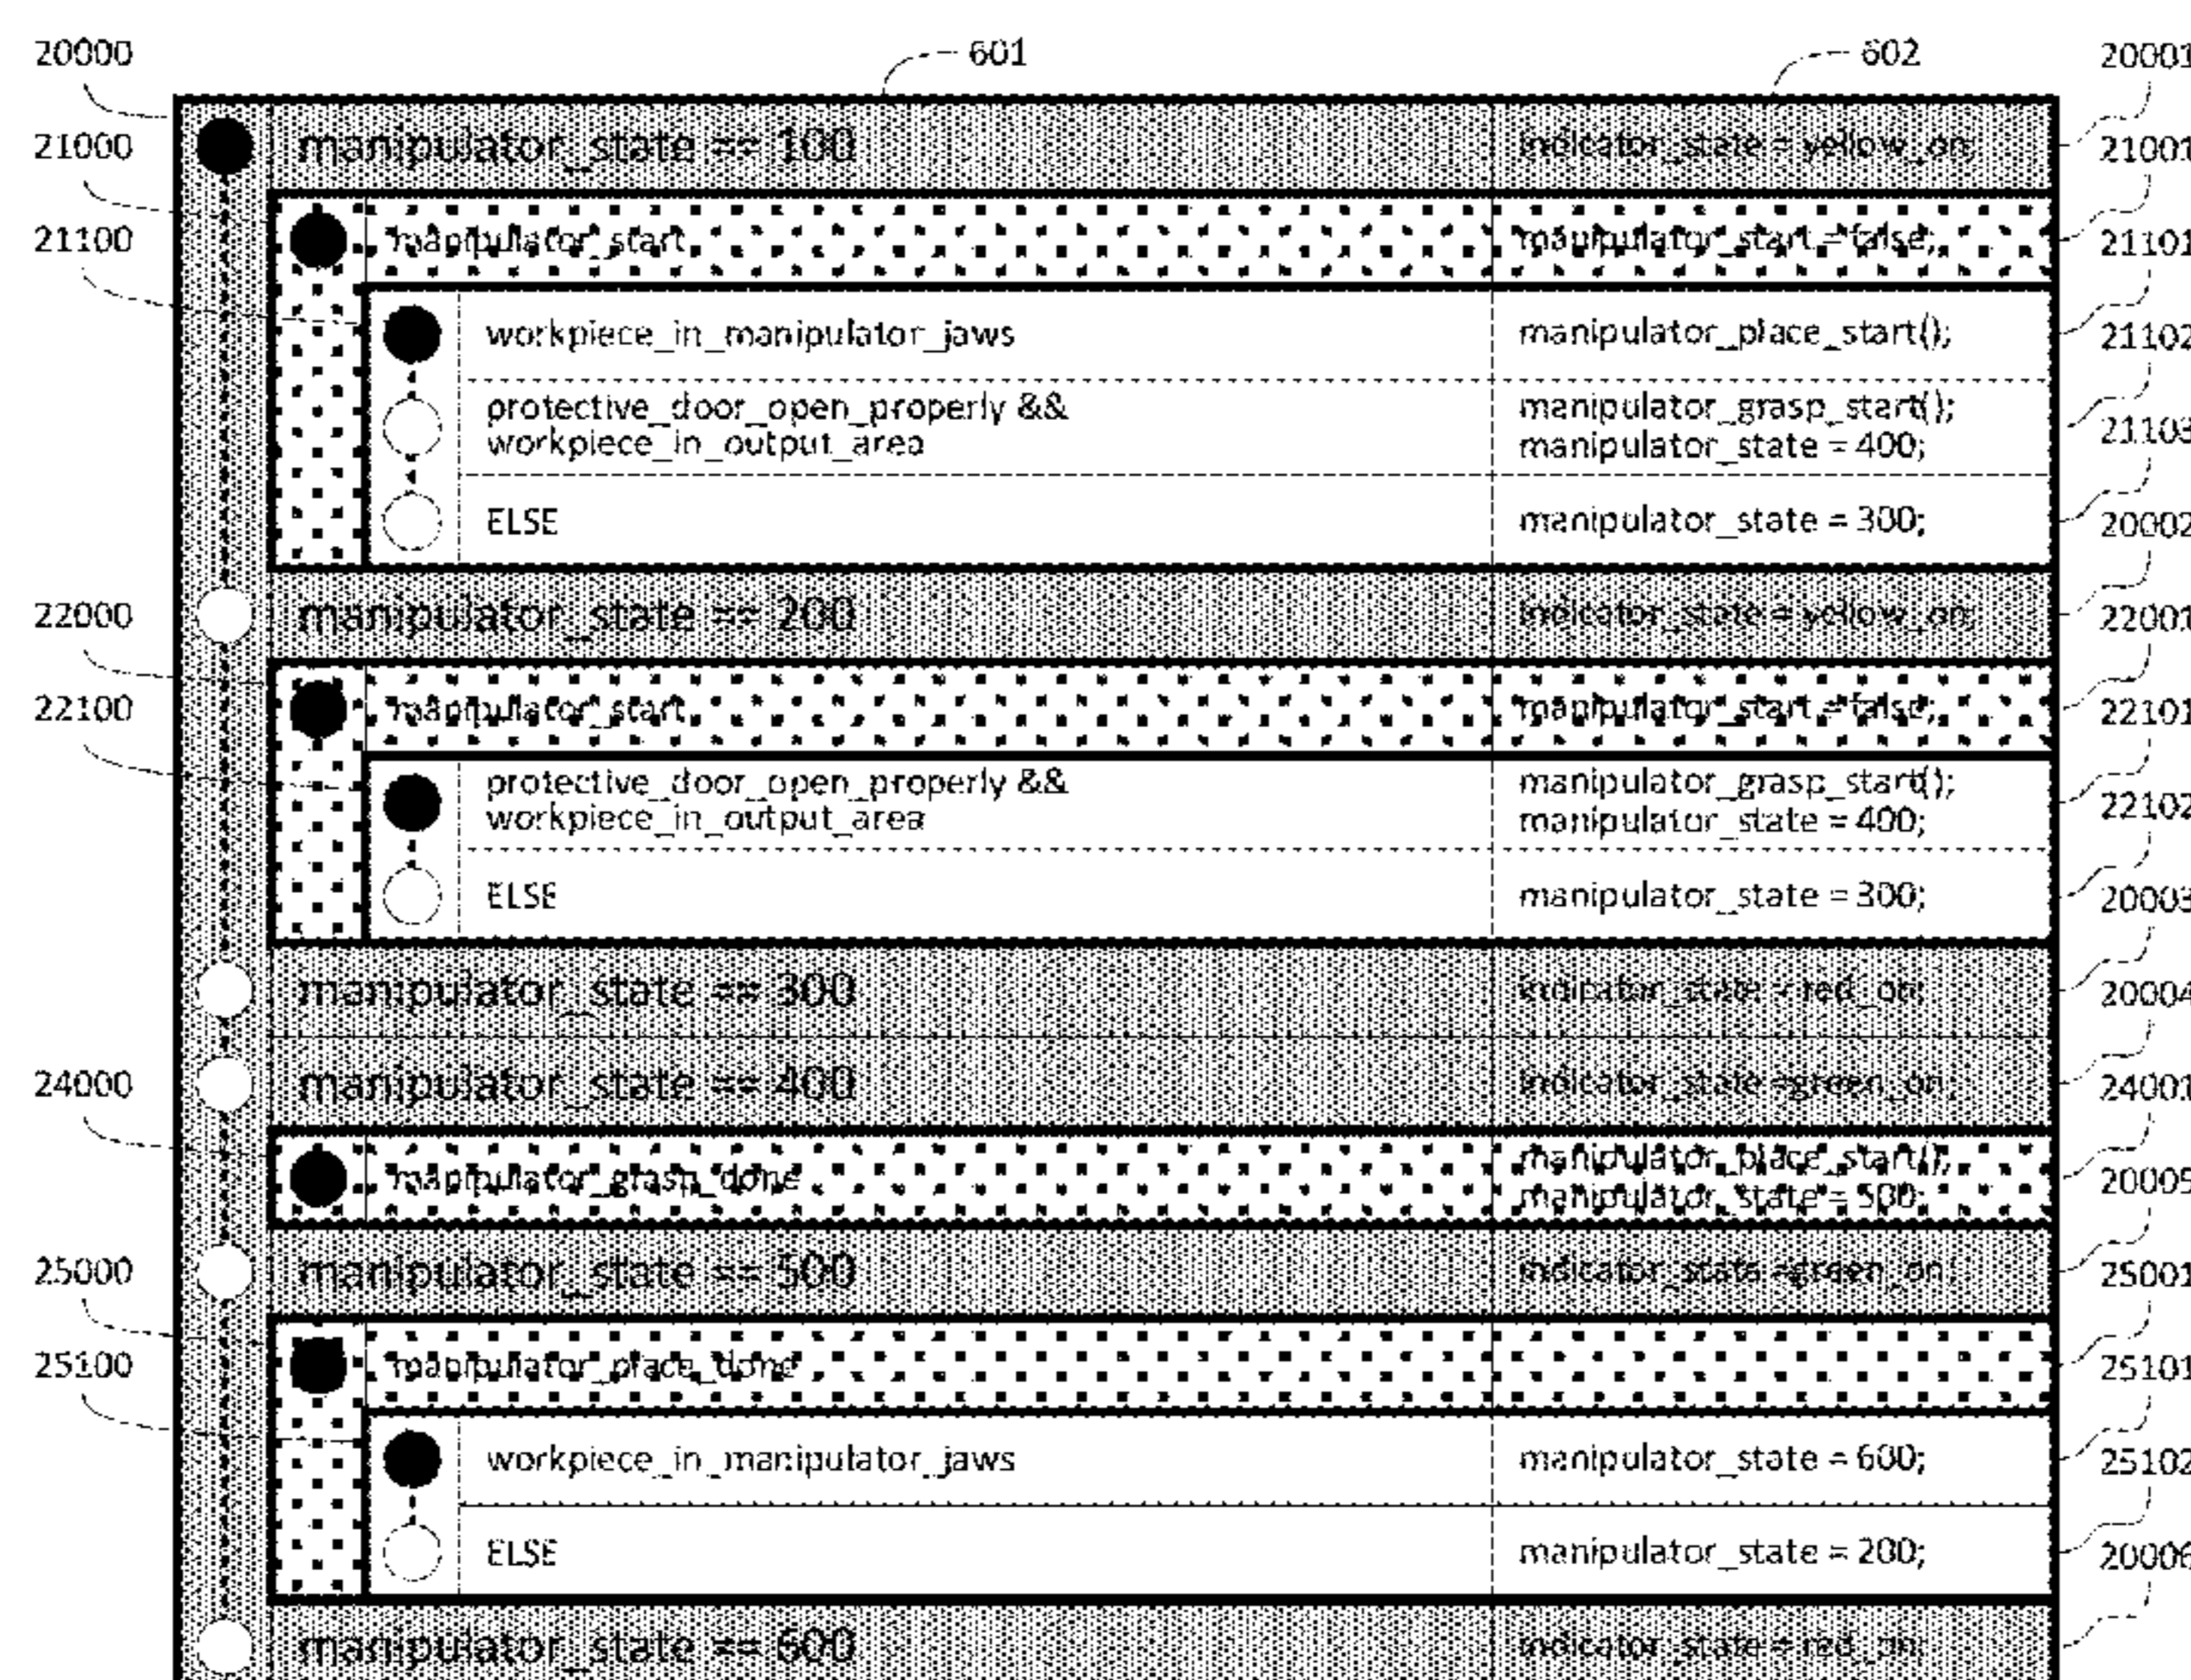 20000 601 602 20001
manipulator_state == 100 indicator_state = yellow_on;
21000 21001
manipulator_start manipulator_start = false;
21100 21101
workpiece_in_manipulator_jaws manipulator_place_start();
21102
protective_door_open_properly && manipulator_grasp_start();
workpiece_in_output_area manipulator_state = 400;
21103
ELSE manipulator_state = 300;
20002
manipulator_state == 200 indicator_state = yellow_on;
22000 22001
manipulator_start manipulator_start = false;
22100 22101
protective_door_open_properly && manipulator_grasp_start();
workpiece_in_output_area manipulator_state = 400;
22102
ELSE manipulator_state = 300;
20003
manipulator_state == 300 indicator_state = red_on;
20004
manipulator_state == 400 indicator_state =green_on;
24000 24001
manipulator_grasp_done manipulator_place_start();
manipulator_state = 500;
20005
manipulator_state == 500 indicator_state =green_on;
25000 25001
manipulator_place_done
25100 25101
workpiece_in_manipulator_jaws manipulator_state = 600;
25102
ELSE manipulator_state = 200;
20006
manipulator_state == 600 indicator_state = red_on;